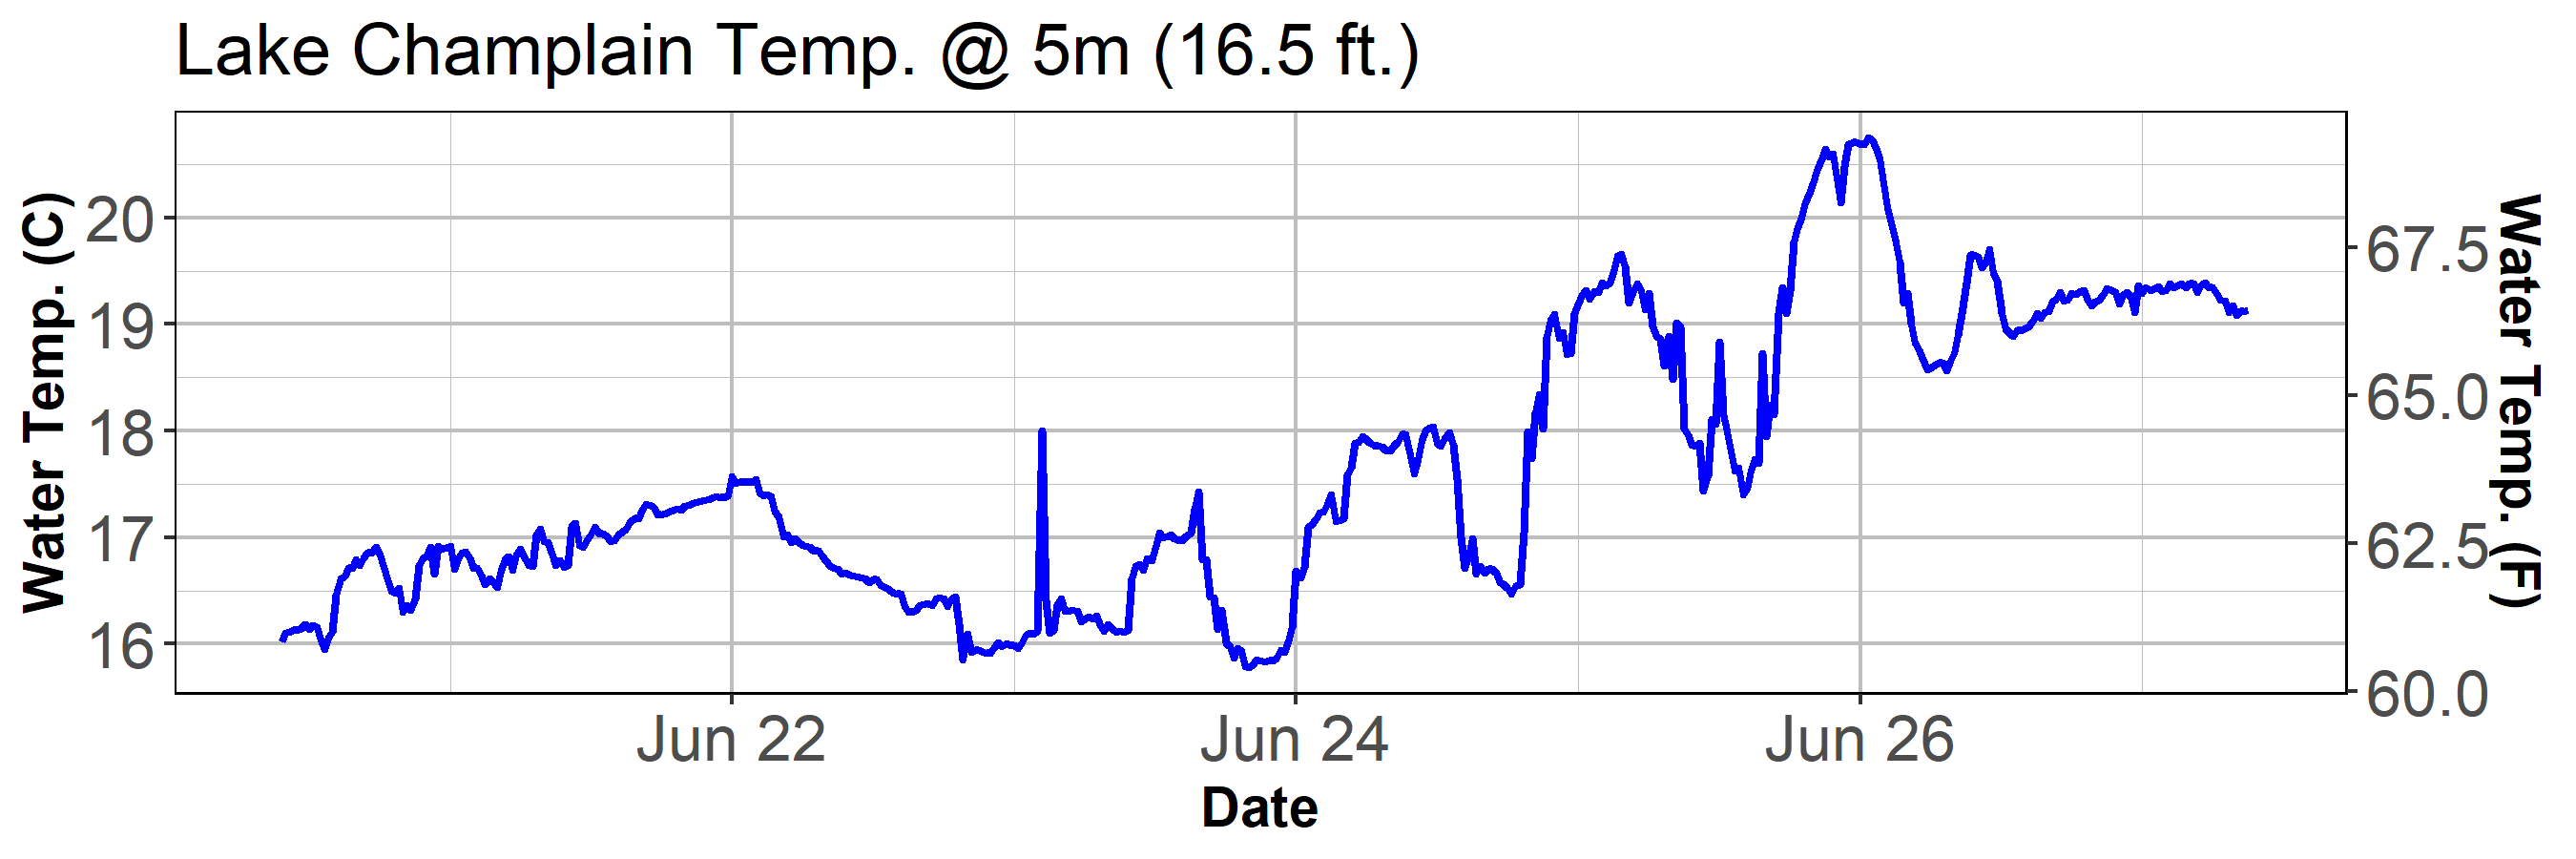 Lake Champlain Temp. @ 5m (16.5 ft.)
Water Temp. (C)
20
19
18
17
16
67.5
65.0
62.5
60.0
Water Temp. (F)
Jun 22
Jun 24
Jun 26
Date